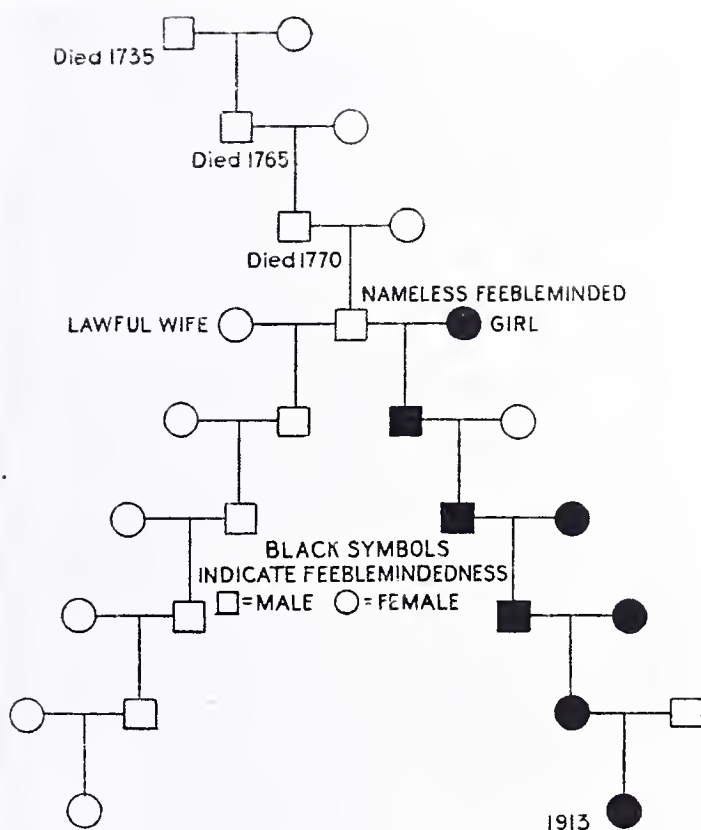 Died 1735
Died 1765
Died 1770
NAMELESS FEEBLEMINDED
LAWFUL WIFE
GIRL
BLACK SYMBOLS
INDICATE FEEBLEMINDEDNESS
=MALE =FEMALE
1913